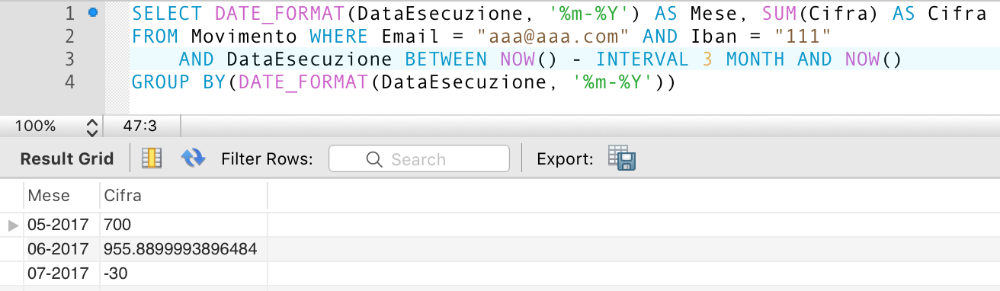 1 SELECT DATE_FORMAT(DataEsecuzione, '%m-%Y') AS Mese, SUM(Cifra) AS Cifra
2 FROM Movimento WHERE Email = "aaa@aaa.com" AND Iban = "111"
3 AND DataEsecuzione BETWEEN NOW() - INTERVAL 3 MONTH AND NOW()
4 GROUP BY(DATE_FORMAT(DataEsecuzione, '%m-%Y'))
100% 47:3
Result Grid Filter Rows: Search Export:
Mese Cifra
05-2017 700
06-2017 955.8899993896484
07-2017 -30